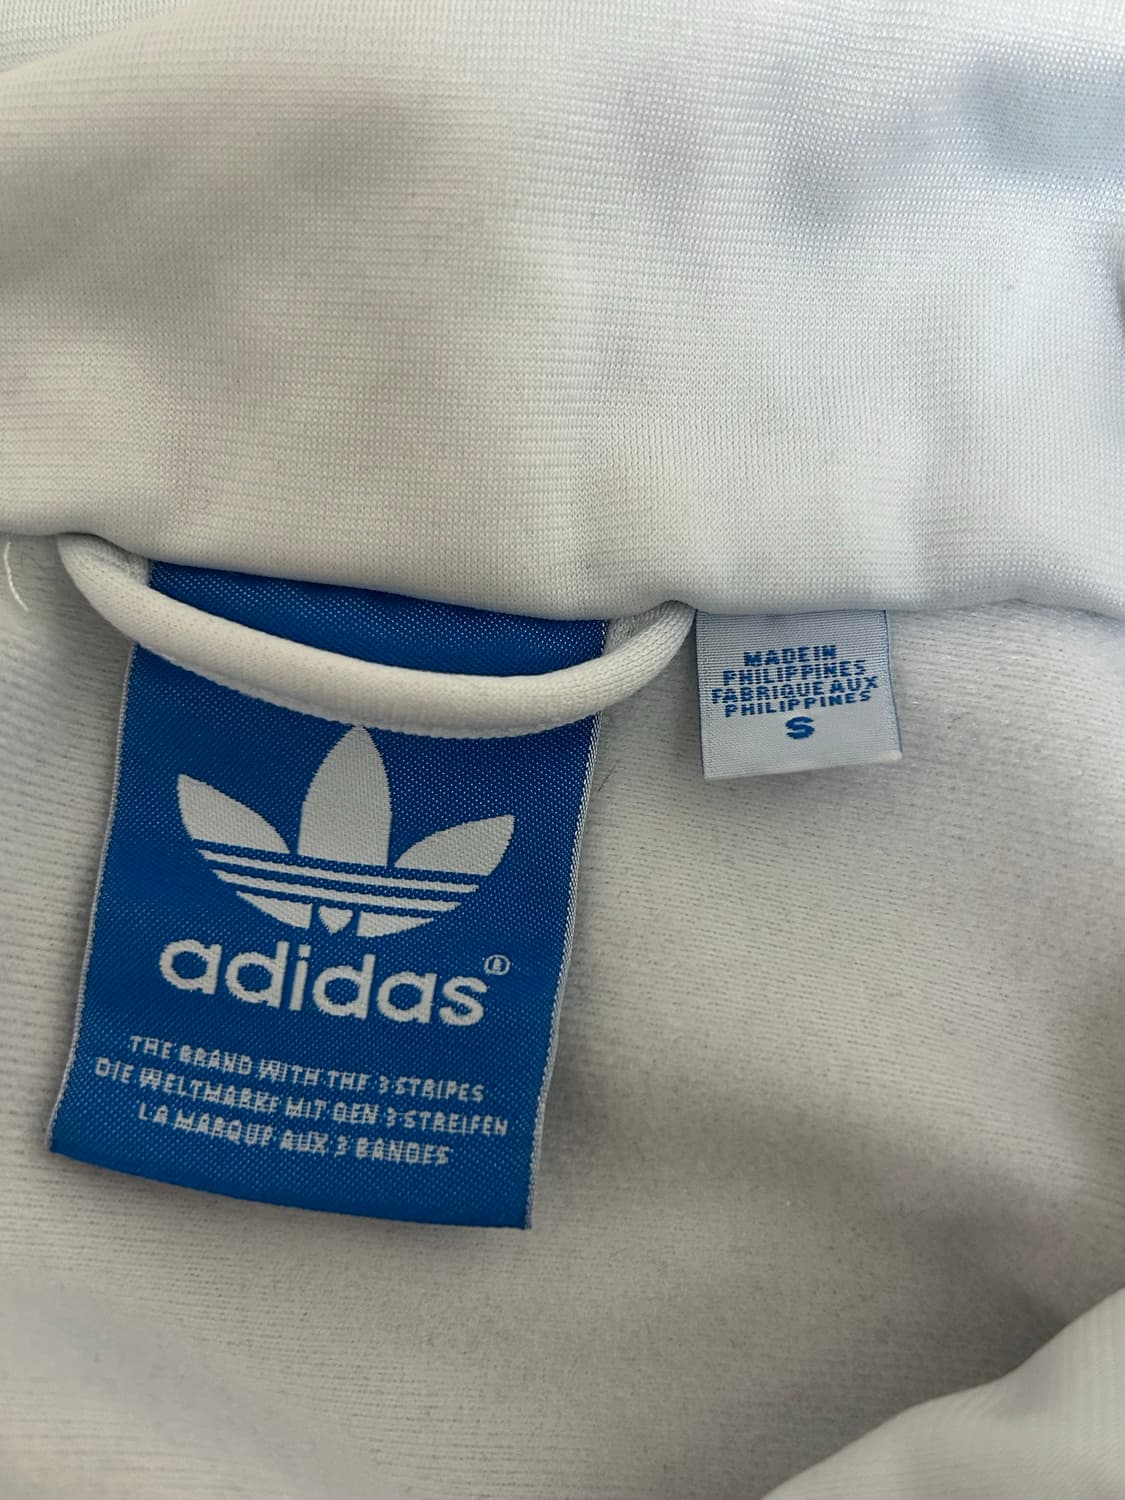 adidas®
THE BRAND WITH THE 3 STRIPES
DIE WELTMARKE MIT DEN 3 STREIFEN
LA MARQUE AUX 3 BANDES
MADE IN
PHILIPPINES
FABRIQUE AUX
PHILIPPINES
S